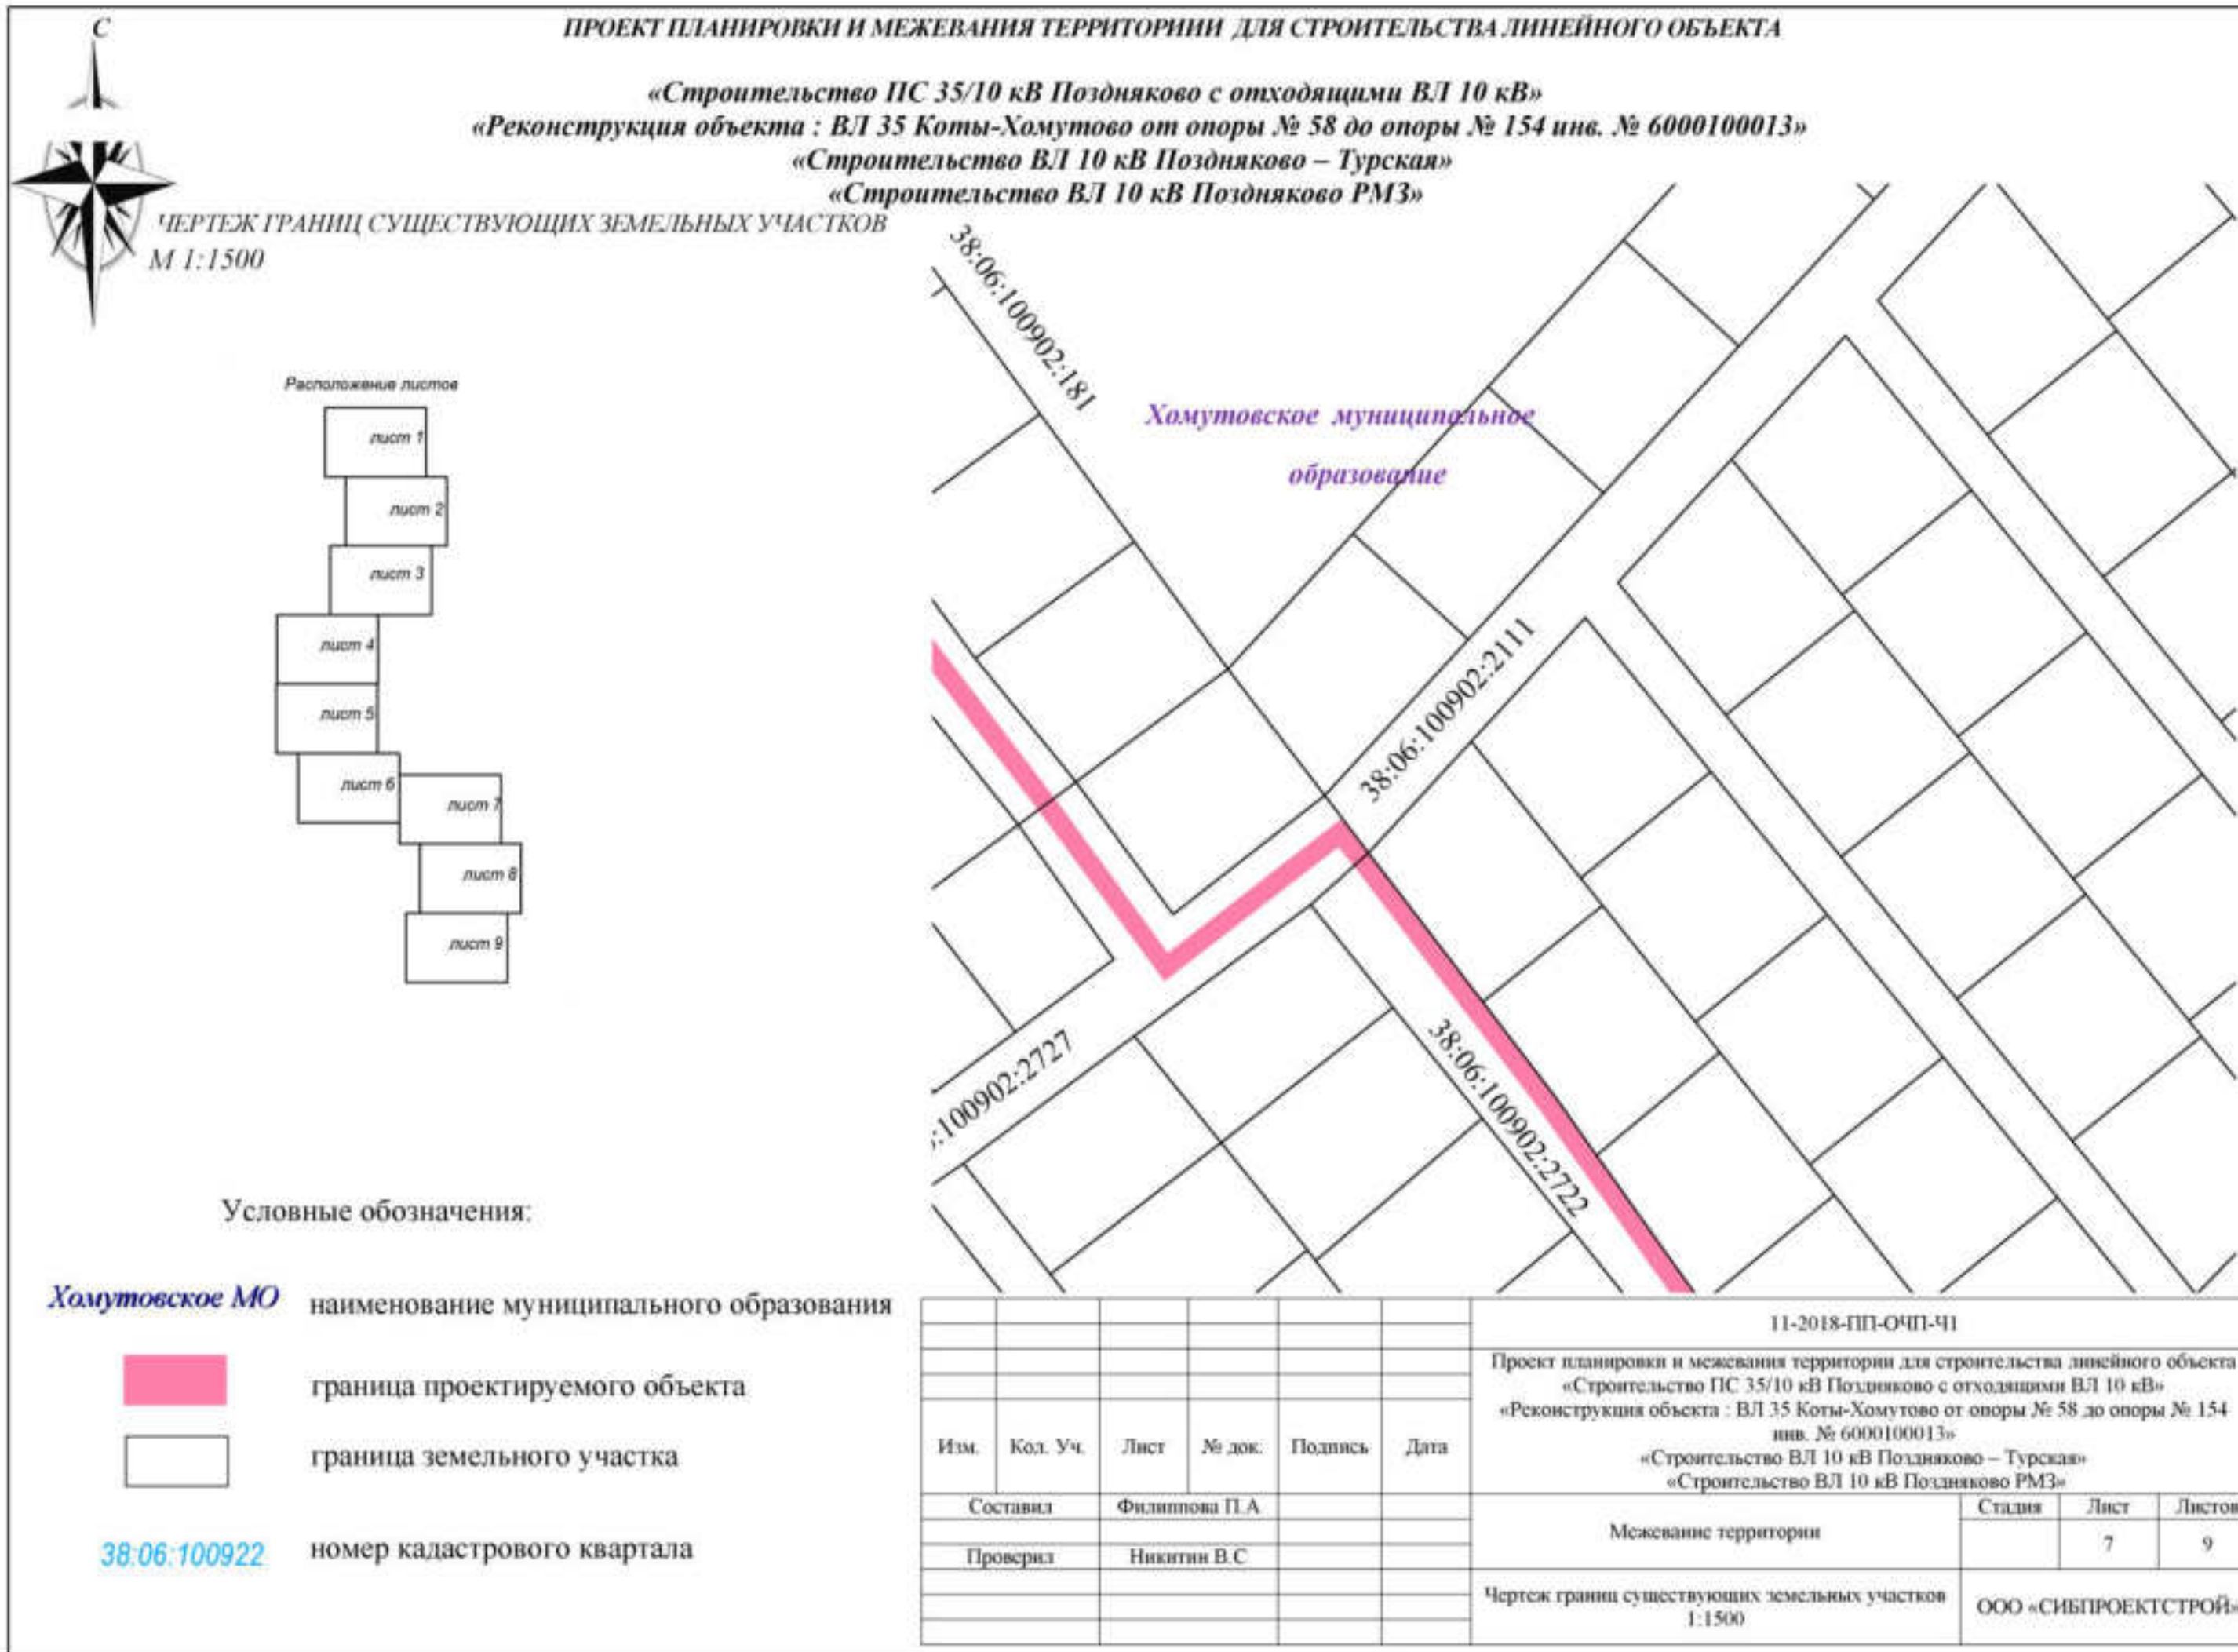 С
ПРОЕКТ ПЛАНИРОВКИ И МЕЖЕВАНИЯ ТЕРРИТОРИИИ ДЛЯ СТРОИТЕЛЬСТВА ЛИНЕЙНОГО ОБЪЕКТА
«Строительство ПС 35/10 кВ Поздняково с отходящими ВЛ 10 кВ»
«Реконструкция объекта : ВЛ 35 Коты-Хомутово от опоры № 58 до опоры № 154 инв. № 6000100013»
«Строительство ВЛ 10 кВ Поздняково – Турская»
«Строительство ВЛ 10 кВ Поздняково РМЗ»
ЧЕРТЕЖ ГРАНИЦ СУЩЕСТВУЮЩИХ ЗЕМЕЛЬНЫХ УЧАСТКОВ
М 1:1500
Расположение листов
лист 1
лист 2
лист 3
лист 4
лист 5
лист 6
лист 7
лист 8
лист 9
38:06:100902:181
Хомутовское муниципальное
образование
38:06:100902:2111
:100902:2727
38:06:100902:2722
Условные обозначения:
Хомутовское МО наименование муниципального образования
граница проектируемого объекта
граница земельного участка
38:06:100922 номер кадастрового квартала
11-2018-ПП-ОЧП-Ч1
Проект планировки и межевания территории для строительства линейного объекта
«Строительство ПС 35/10 кВ Поздняково с отходящими ВЛ 10 кВ»
«Реконструкция объекта : ВЛ 35 Коты-Хомутово от опоры № 58 до опоры № 154
инв. № 6000100013»
«Строительство ВЛ 10 кВ Поздняково – Турская»
«Строительство ВЛ 10 кВ Поздняково РМЗ»
Изм. Кол. Уч. Лист № док. Подпись Дата
Составил Филиппова П.А
Проверил Никитин В.С
Межевание территории
Стадия Лист Листов
7 9
Чертеж границ существующих земельных участков
1:1500
ООО «СИБПРОЕКТСТРОЙ»